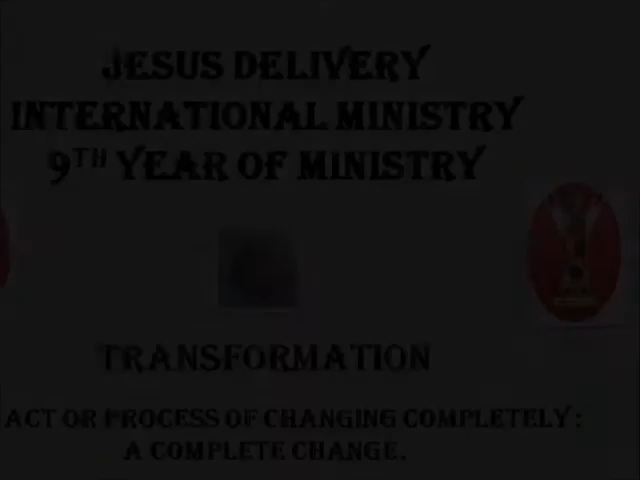 JESUS DELIVERY
INTERNATIONAL MINISTRY
9TH YEAR OF MINISTRY
TRANSFORMATION
ACT OR PROCESS OF CHANGING COMPLETELY:
A COMPLETE CHANGE.